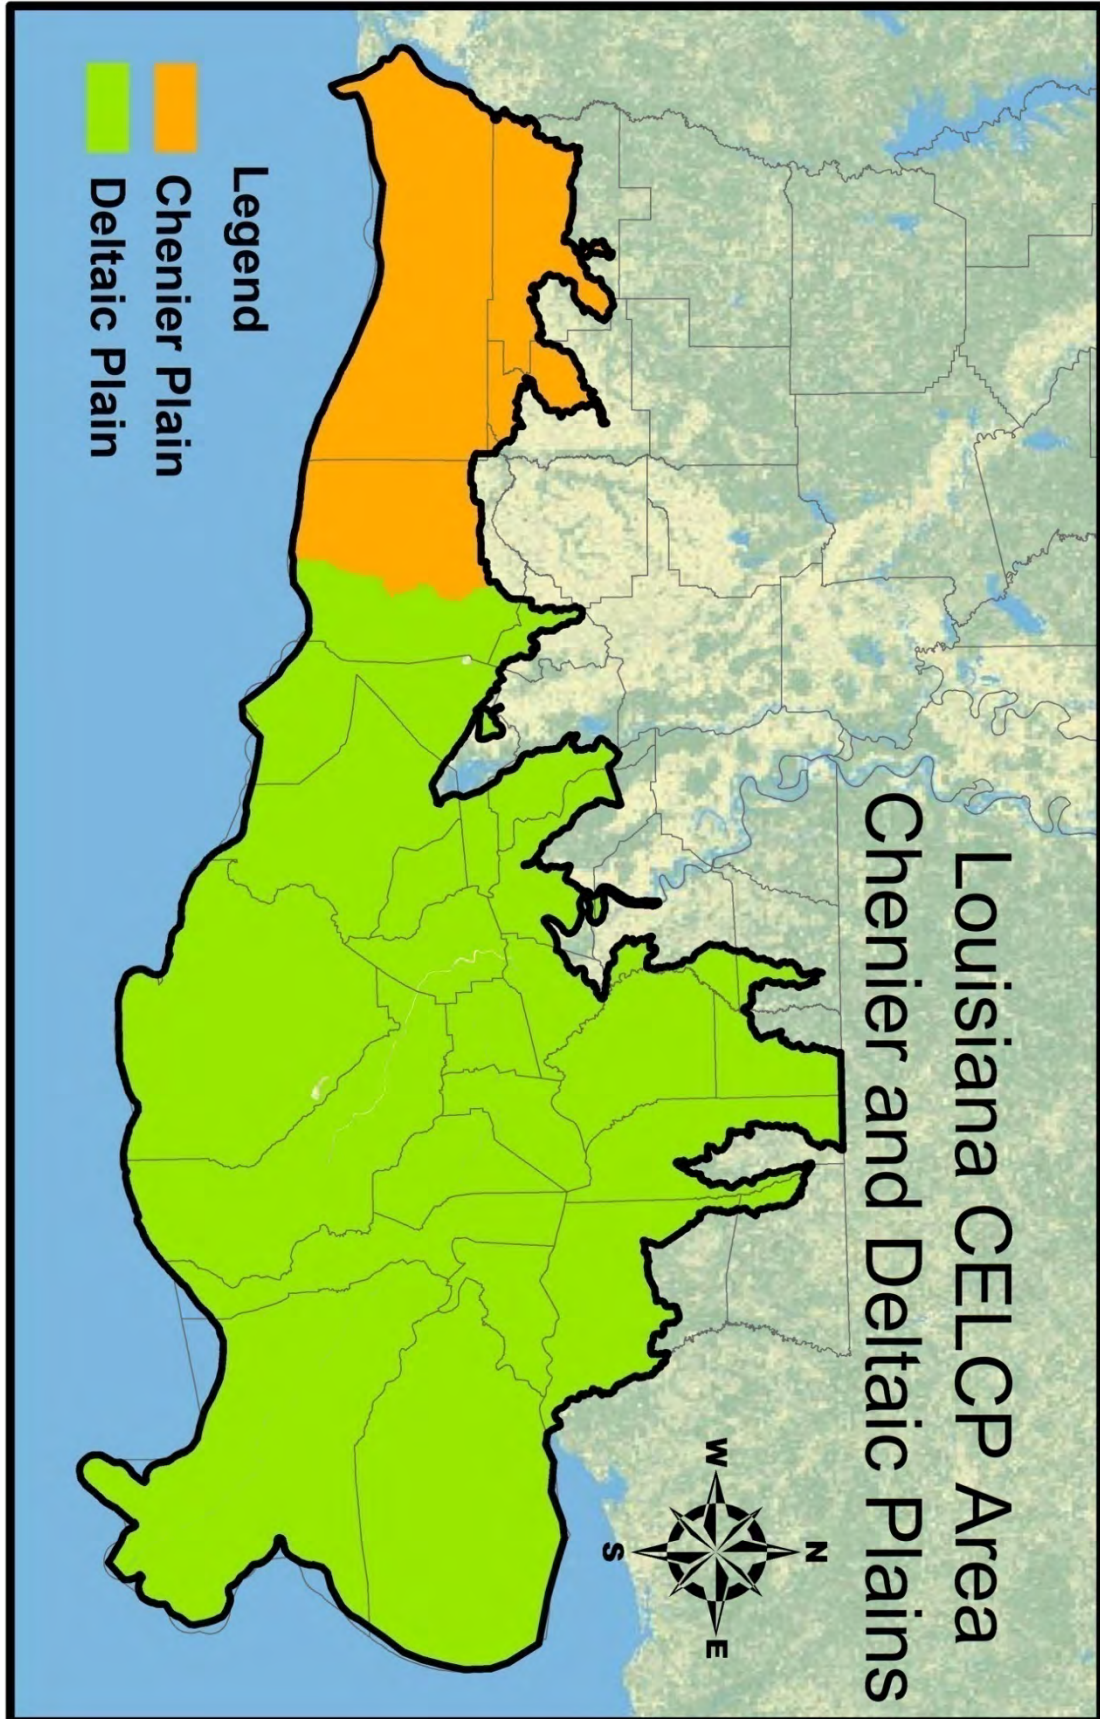 Louisiana CELCP Area
Chenier and Deltaic Plains
N
W
E
S
Legend
Chenier Plain
Deltaic Plain